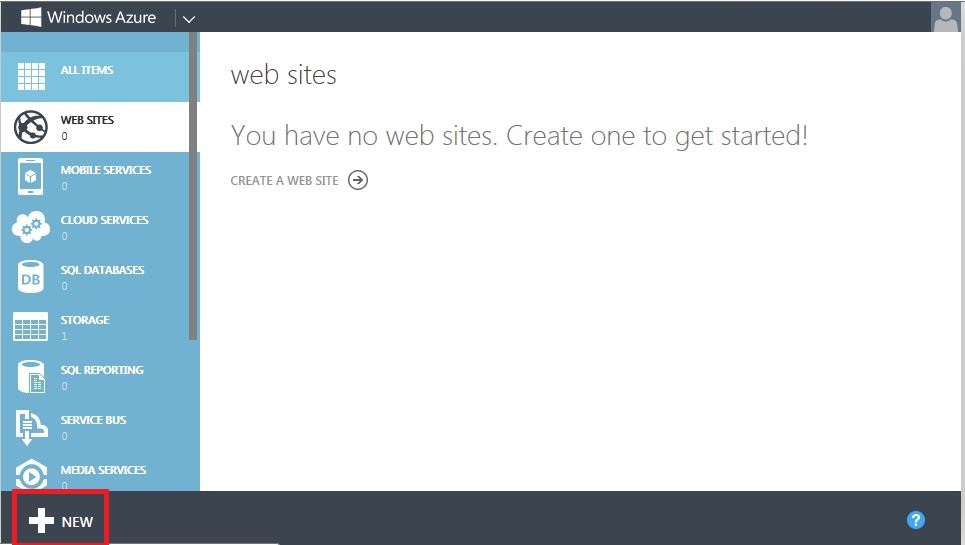 Windows Azure
ALL ITEMS
WEB SITES
0
MOBILE SERVICES
0
CLOUD SERVICES
0
SQL DATABASES
0
DB
STORAGE
1
SQL REPORTING
0
SERVICE BUS
0
MEDIA SERVICES
0
web sites
You have no web sites. Create one to get started!
CREATE A WEB SITE
NEW
?